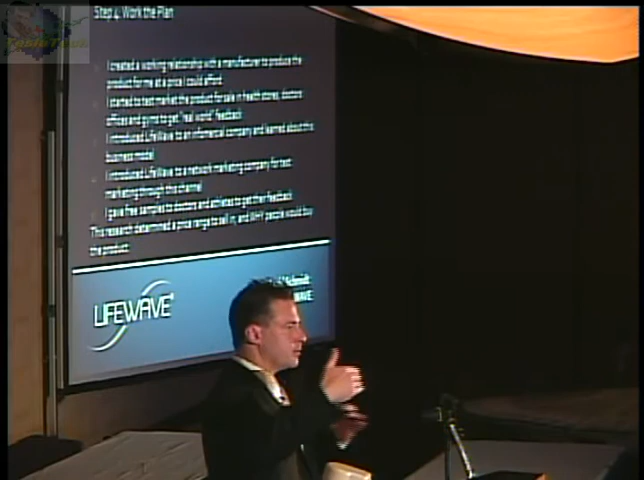 Step 4: Work the Plan
I created a working relationship with a manufacturer to produce the
product for me at a price I could afford
I started to test market the product for sale in health stores, doctors
offices and gyms to get "real world" feedback
I introduced LifeWave to an infomercial company and learned about this
business model
I introduced LifeWave to a network marketing company for test
marketing through this channel
I gave free samples to doctors and athletes to get their feedback
This research determined a price range to sell in, and WHY people would buy
the product
LIFEWAVE
Schmidt
WAVE